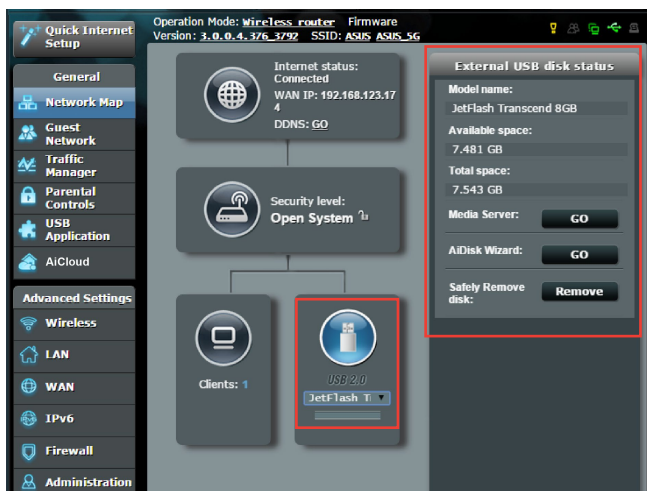 Operation Mode: Wireless router Firmware
Version: 3.0.0.4.376_3792 SSID: ASUS ASUS_5G
Quick Internet
Setup
General
Network Map
Guest
Network
Traffic
Manager
Parental
Controls
USB
Application
AiCloud
Advanced Settings
Wireless
LAN
WAN
IPv6
Firewall
Administration
Internet status:
Connected
WAN IP: 192.168.123.17
4
DDNS: GO
Security level:
Open System
Clients: 1
USB 2.0
JetFlash T
External USB disk status
Model name:
JetFlash Transcend 8GB
Available space:
7.481 GB
Total space:
7.543 GB
Media Server: GO
AiDisk Wizard: GO
Safely Remove
disk:
Remove